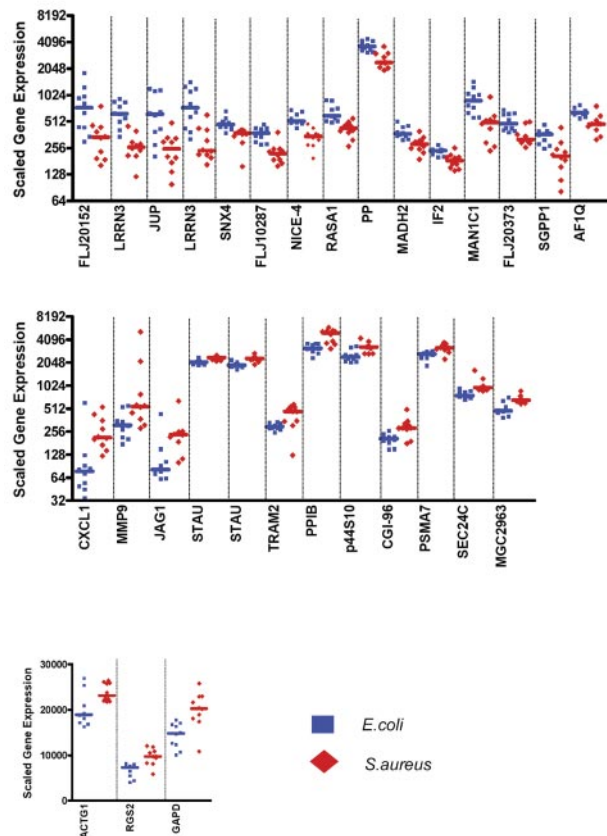 Scaled Gene Expression
8192
4096
2048
1024
512
256
128
64
FLJ20152
LRRN3
JUP
LRRN3
SNX4
FLJ10287
NICE-4
RASA1
PP
MADH2
IF2
MAN1C1
FLJ20373
SGPP1
AF1Q
Scaled Gene Expression
8192
4096
2048
1024
512
256
128
64
32
CXCL1
MMP9
JAG1
STAU
STAU
TRAM2
PPIB
p44S10
CGI-96
PSMA7
SEC24C
MGC2963
Scaled Gene Expression
30000
20000
10000
0
ACTG1
RGS2
GAPD
E.coli
S.aureus